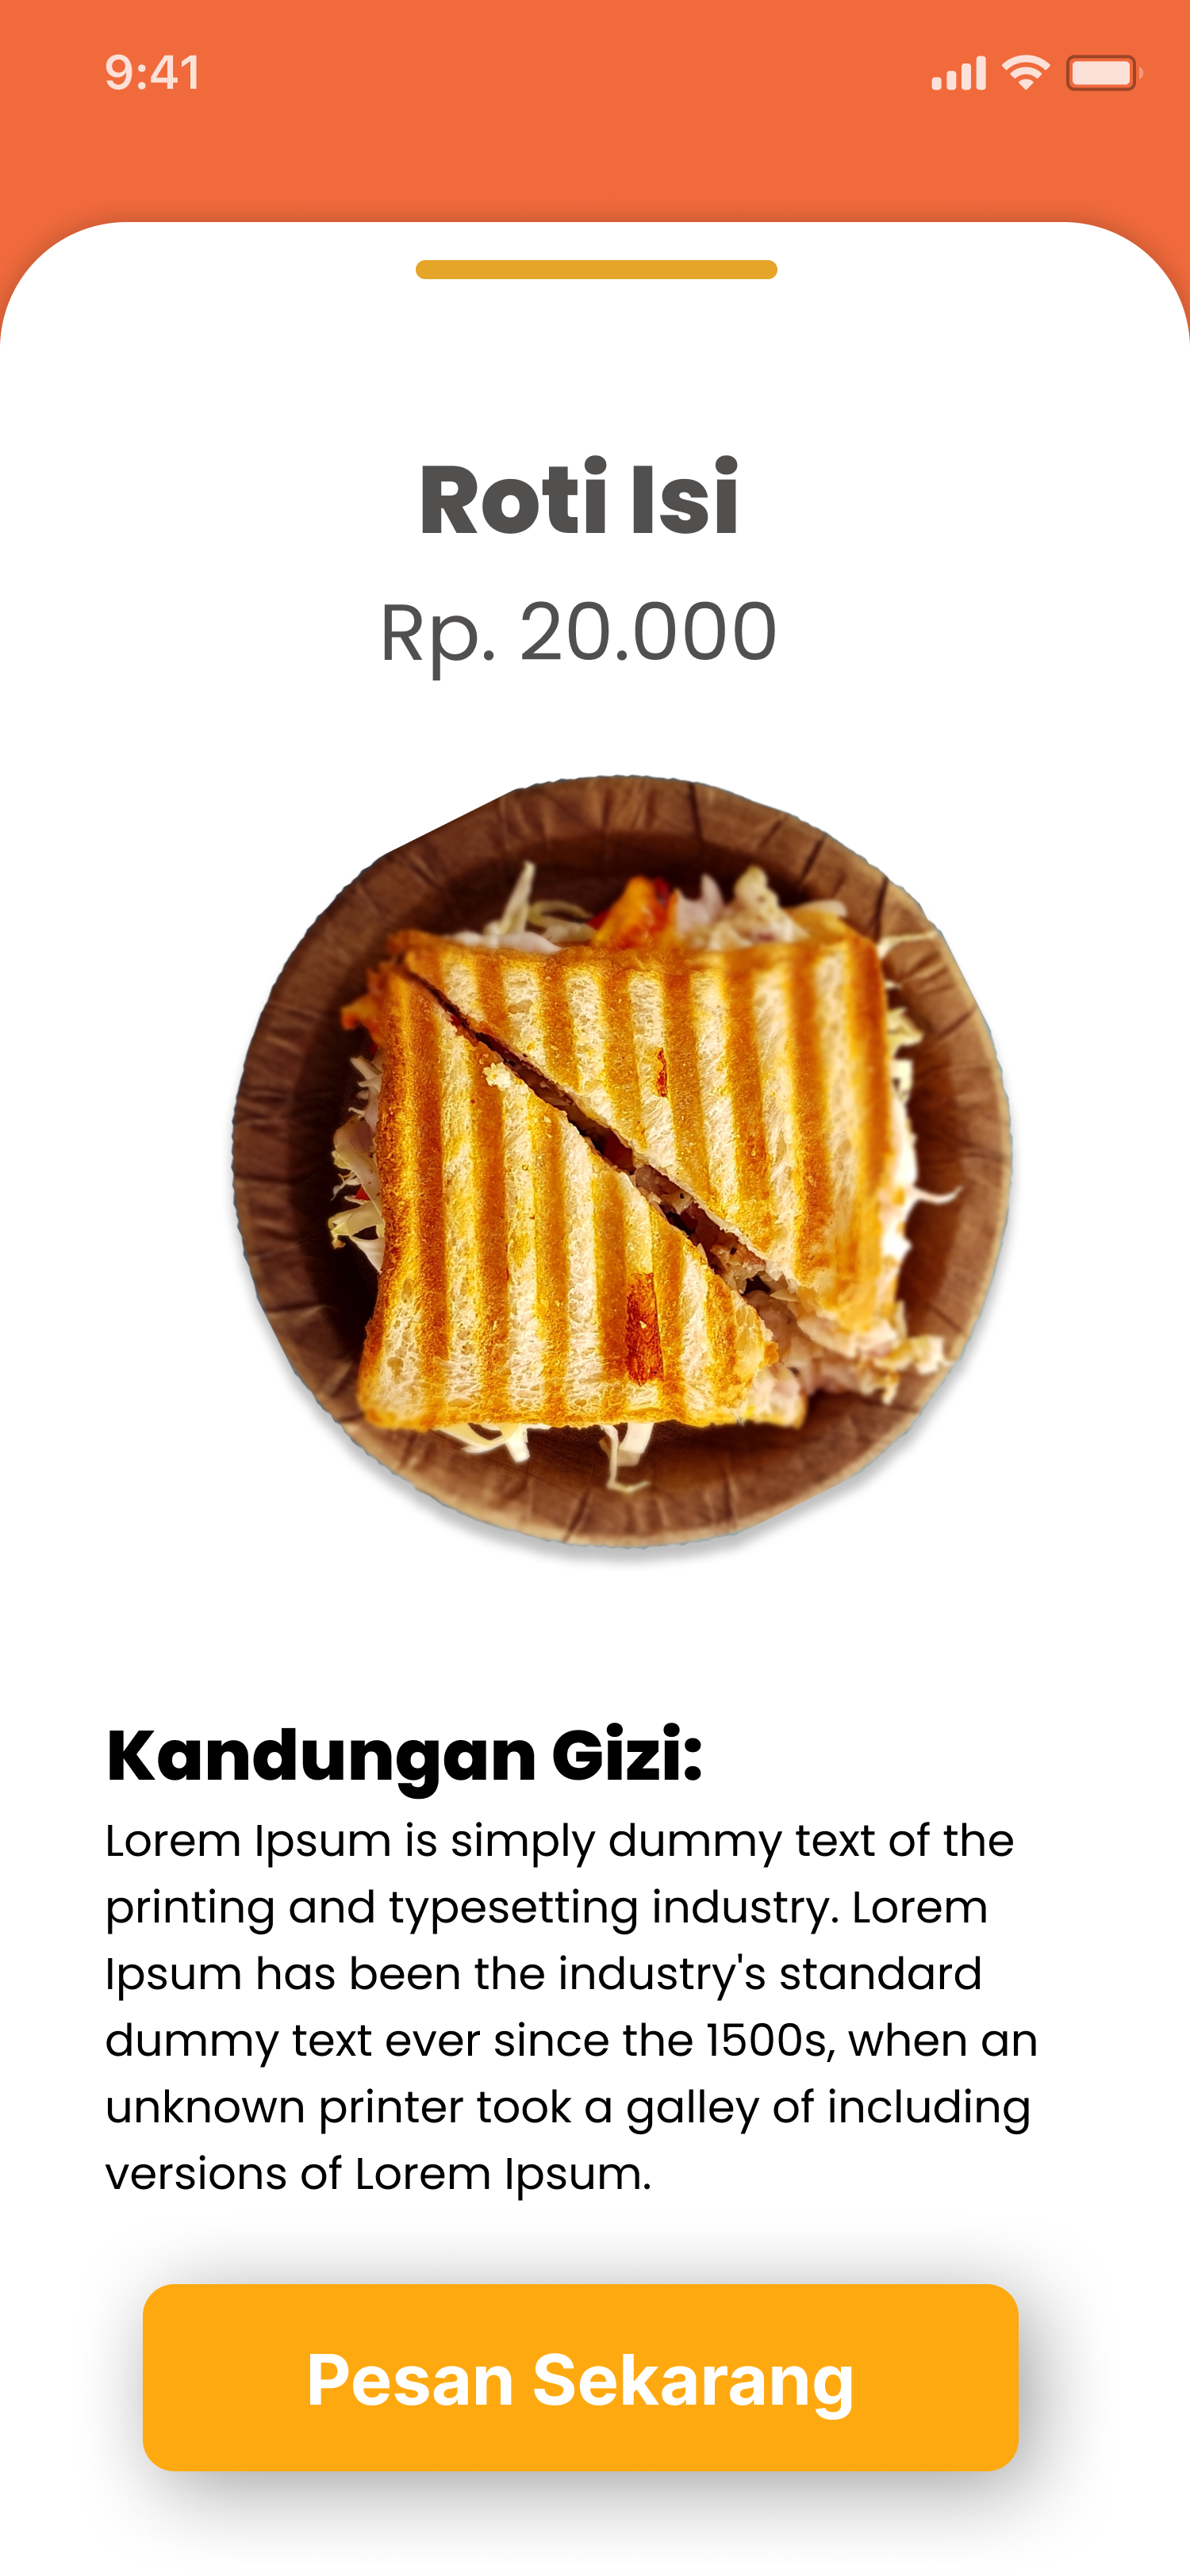 9:41
Roti Isi
Rp. 20.000
Kandungan Gizi:
Lorem Ipsum is simply dummy text of the
printing and typesetting industry. Lorem
Ipsum has been the industry's standard
dummy text ever since the 1500s, when an
unknown printer took a galley of including
versions of Lorem Ipsum.
Pesan Sekarang